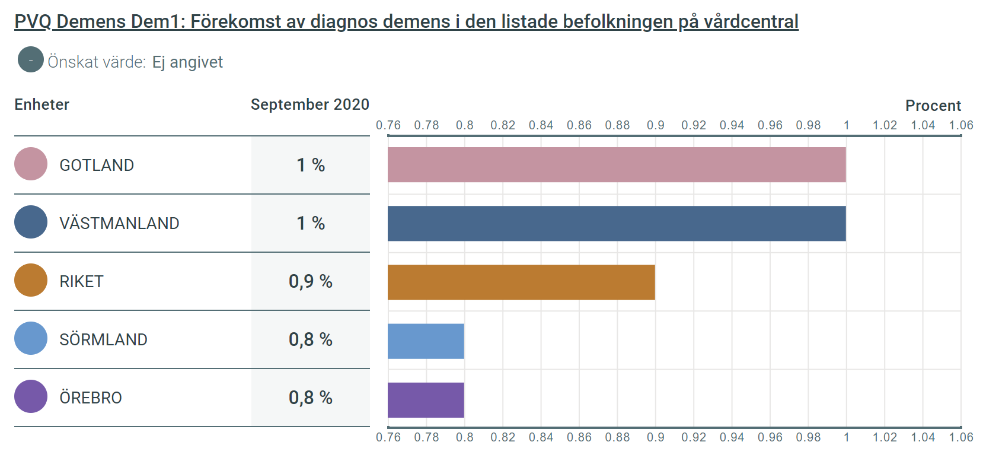 PVQ Demens Dem1: Förekomst av diagnos demens i den listade befolkningen på vårdcentral
- Önskat värde: Ej angivet
Enheter September 2020 Procent
0.76 0.78 0.8 0.82 0.84 0.86 0.88 0.9 0.92 0.94 0.96 0.98 1 1.02 1.04 1.06
GOTLAND 1 %
VÄSTMANLAND 1 %
RIKET 0,9 %
SÖRMLAND 0,8 %
ÖREBRO 0,8 %
0.76 0.78 0.8 0.82 0.84 0.86 0.88 0.9 0.92 0.94 0.96 0.98 1 1.02 1.04 1.06